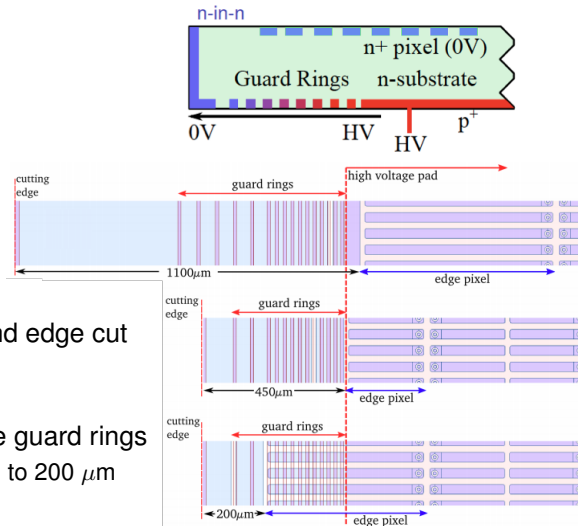 n-in-n
n+ pixel (0V)
Guard Rings n-substrate
0V HV p+
HV
cutting edge
guard rings
high voltage pad
1100μm
edge pixel
cutting edge
guard rings
nd edge cut
450μm
edge pixel
cutting edge
guard rings
e guard rings
to 200 μm
200μm
edge pixel